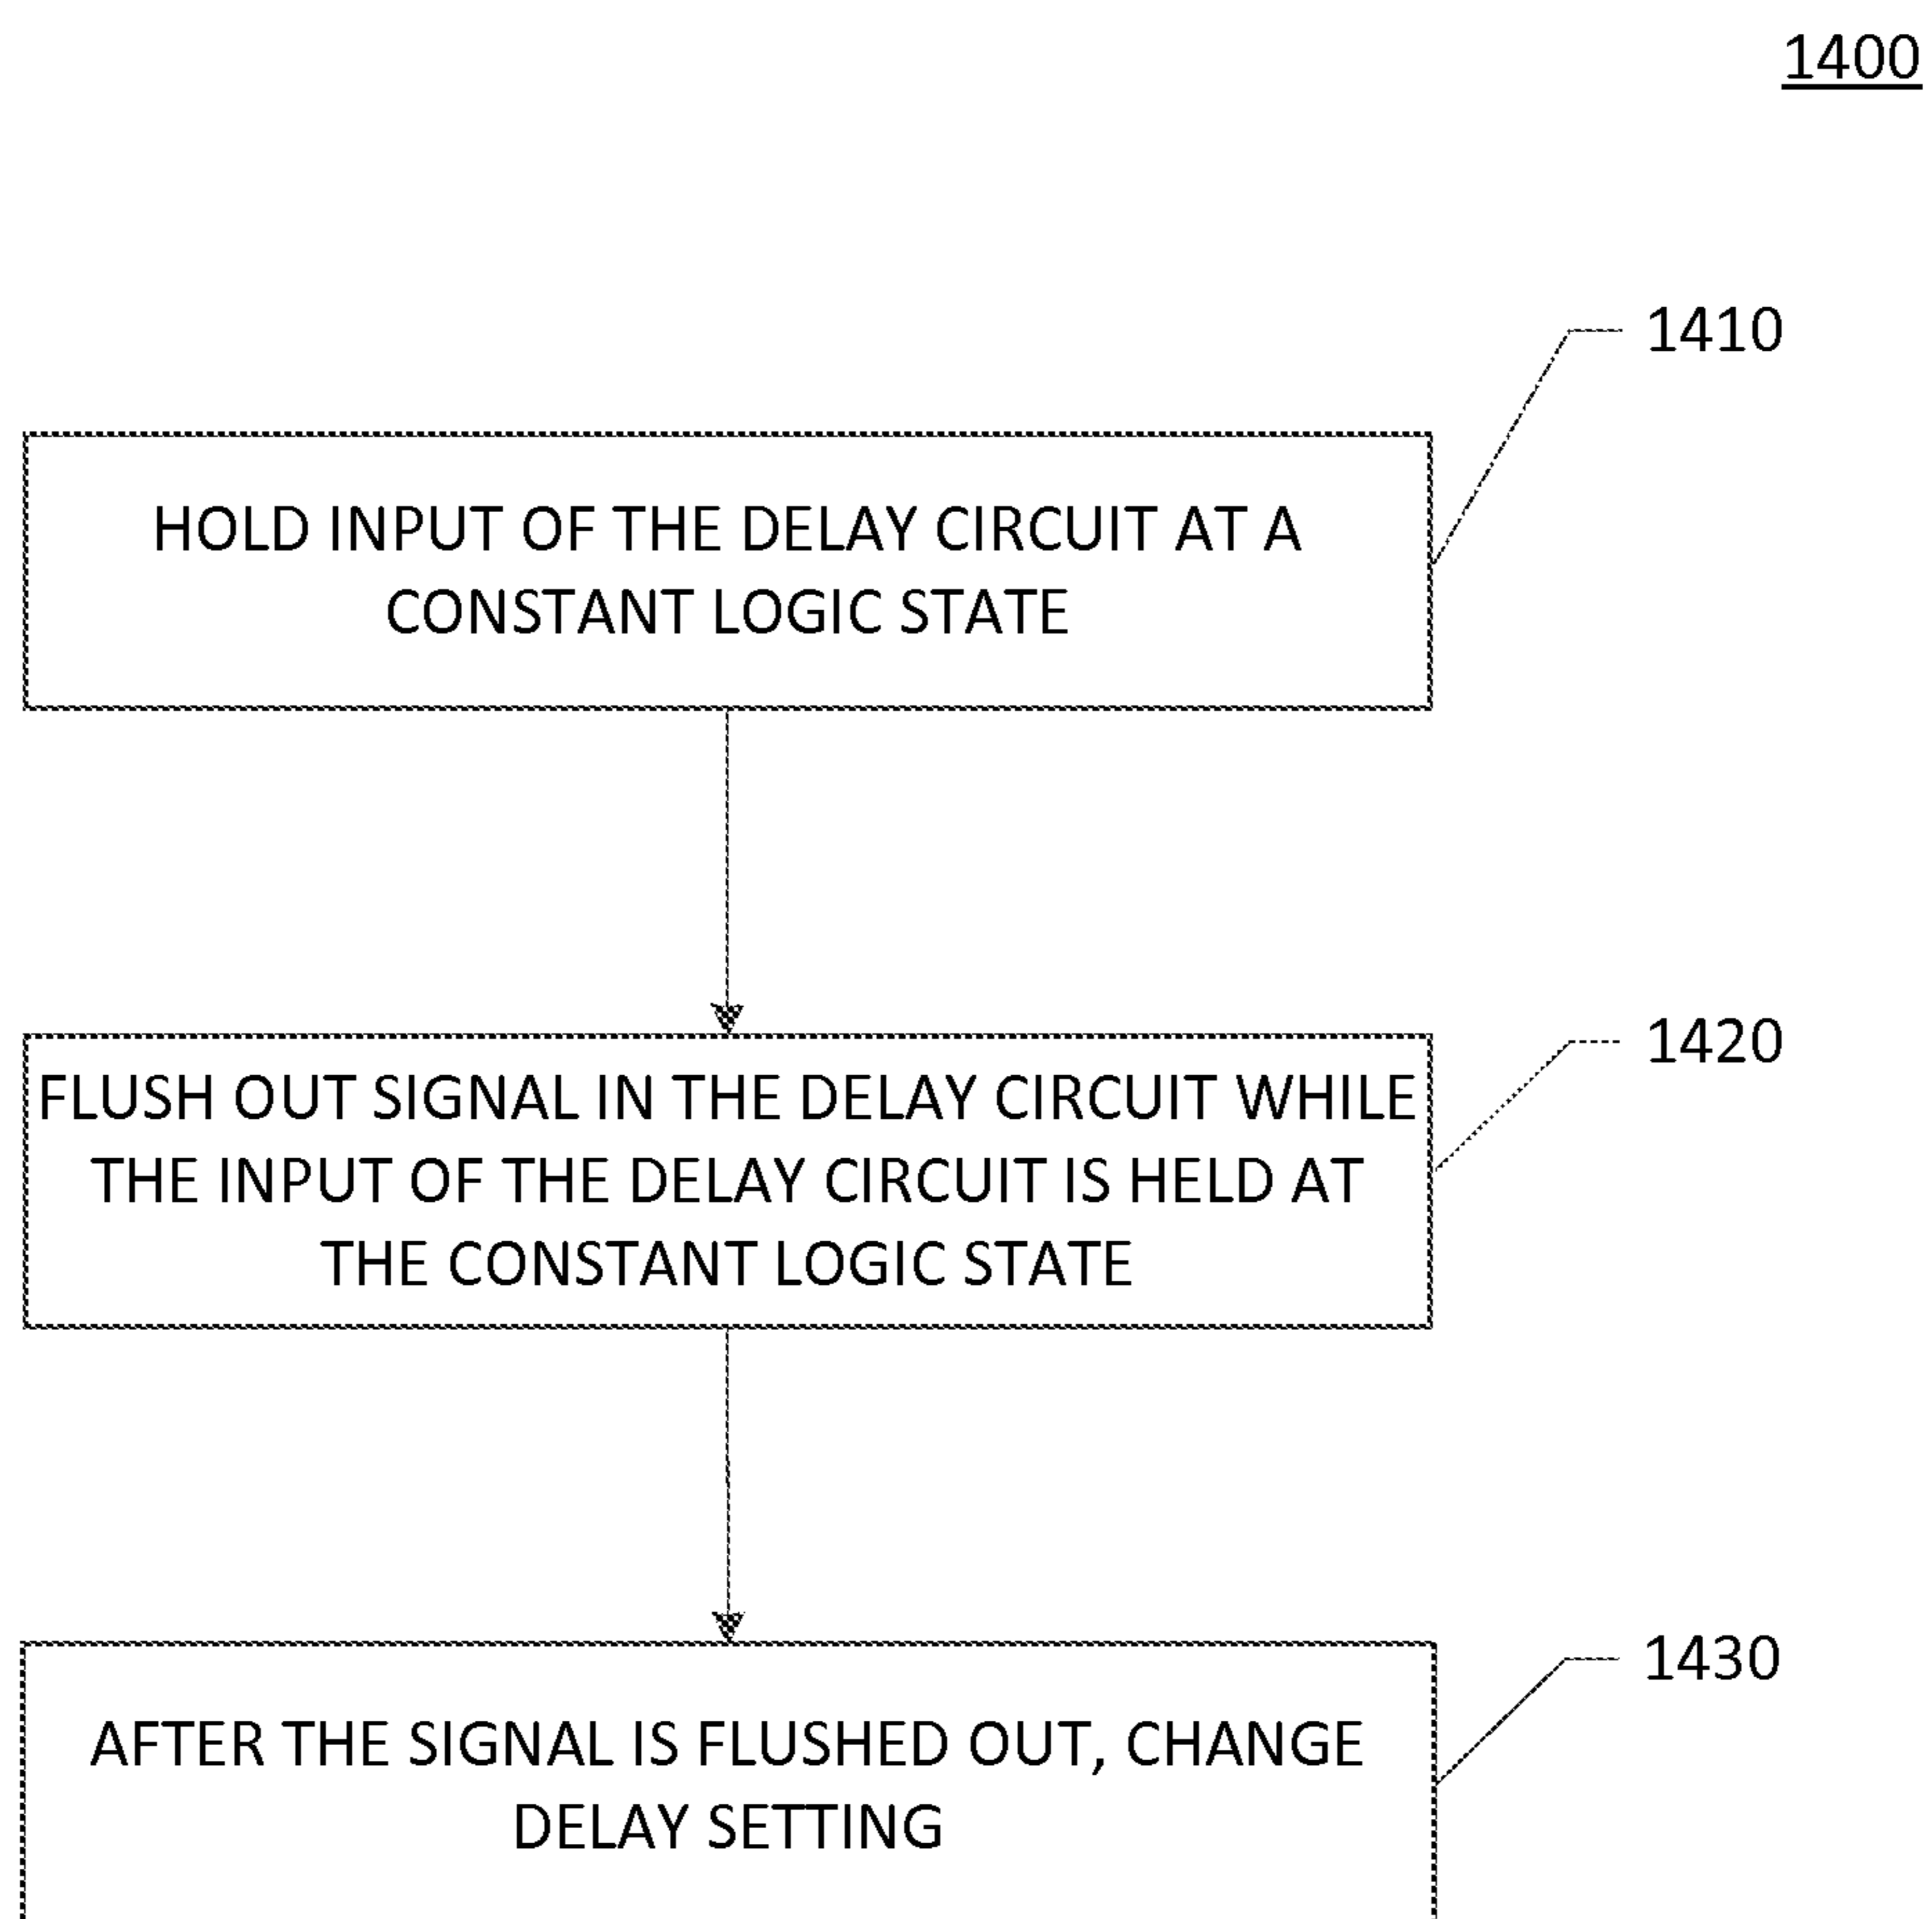 1400
1410
HOLD INPUT OF THE DELAY CIRCUIT AT A
CONSTANT LOGIC STATE
1420
FLUSH OUT SIGNAL IN THE DELAY CIRCUIT WHILE
THE INPUT OF THE DELAY CIRCUIT IS HELD AT
THE CONSTANT LOGIC STATE
1430
AFTER THE SIGNAL IS FLUSHED OUT, CHANGE
DELAY SETTING